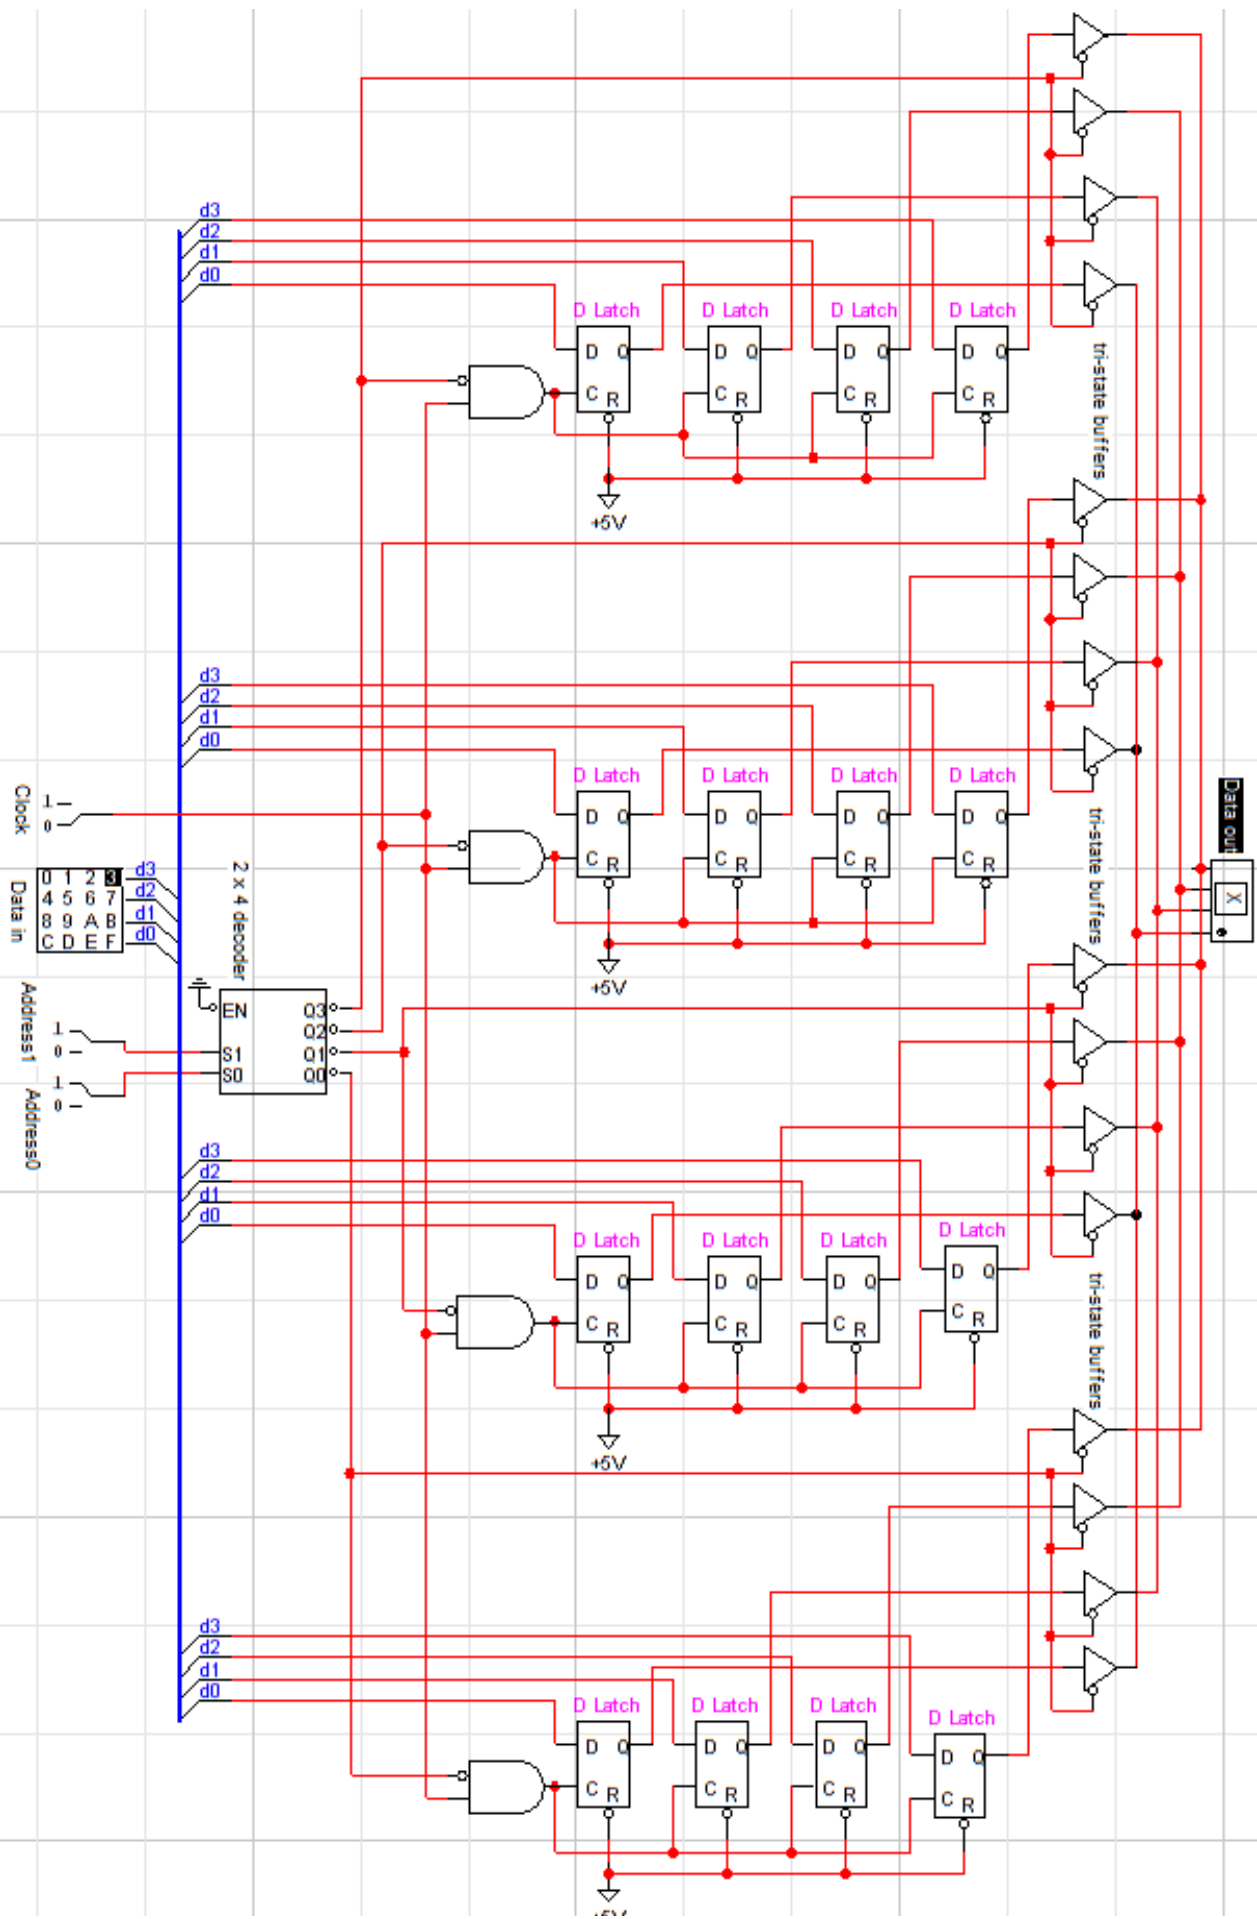 d3
d2
d1
d0
D Latch D Latch D Latch D Latch
D Q D Q D Q D Q
C R C R C R C R
+5V
tri-state buffers
d3
d2
d1
d0
D Latch D Latch D Latch D Latch
D Q D Q D Q D Q
C R C R C R C R
+5V
tri-state buffers
Clock
1
0
Data in
0 1 2 3
4 5 6 7
8 9 A B
C D E F
d3
d2
d1
d0
2 x 4 decoder
EN
S1
S0
Q3
Q2
Q1
Q0
Address1
1
0
Address0
1
0
Data out
X
d3
d2
d1
d0
D Latch D Latch D Latch D Latch
D Q D Q D Q D Q
C R C R C R C R
+5V
tri-state buffers
d3
d2
d1
d0
D Latch D Latch D Latch D Latch
D Q D Q D Q D Q
C R C R C R C R